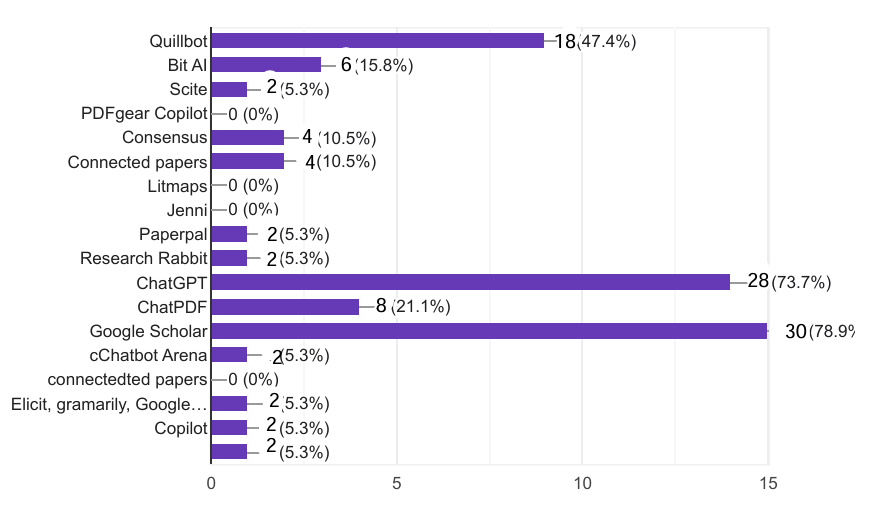 Quillbot 18(47.4%)
Bit AI 6 (15.8%)
Scite 2 (5.3%)
PDFgear Copilot 0 (0%)
Consensus 4 (10.5%)
Connected papers 4(10.5%)
Litmaps 0 (0%)
Jenni 0 (0%)
Paperpal 2(5.3%)
Research Rabbit 2(5.3%)
ChatGPT 28(73.7%)
ChatPDF 8(21.1%)
Google Scholar 30(78.9%
cChatbot Arena 2(5.3%)
connectedted papers 0 (0%)
Elicit, gramarily, Google… 2(5.3%)
Copilot 2(5.3%)
2(5.3%)
0 5 10 15